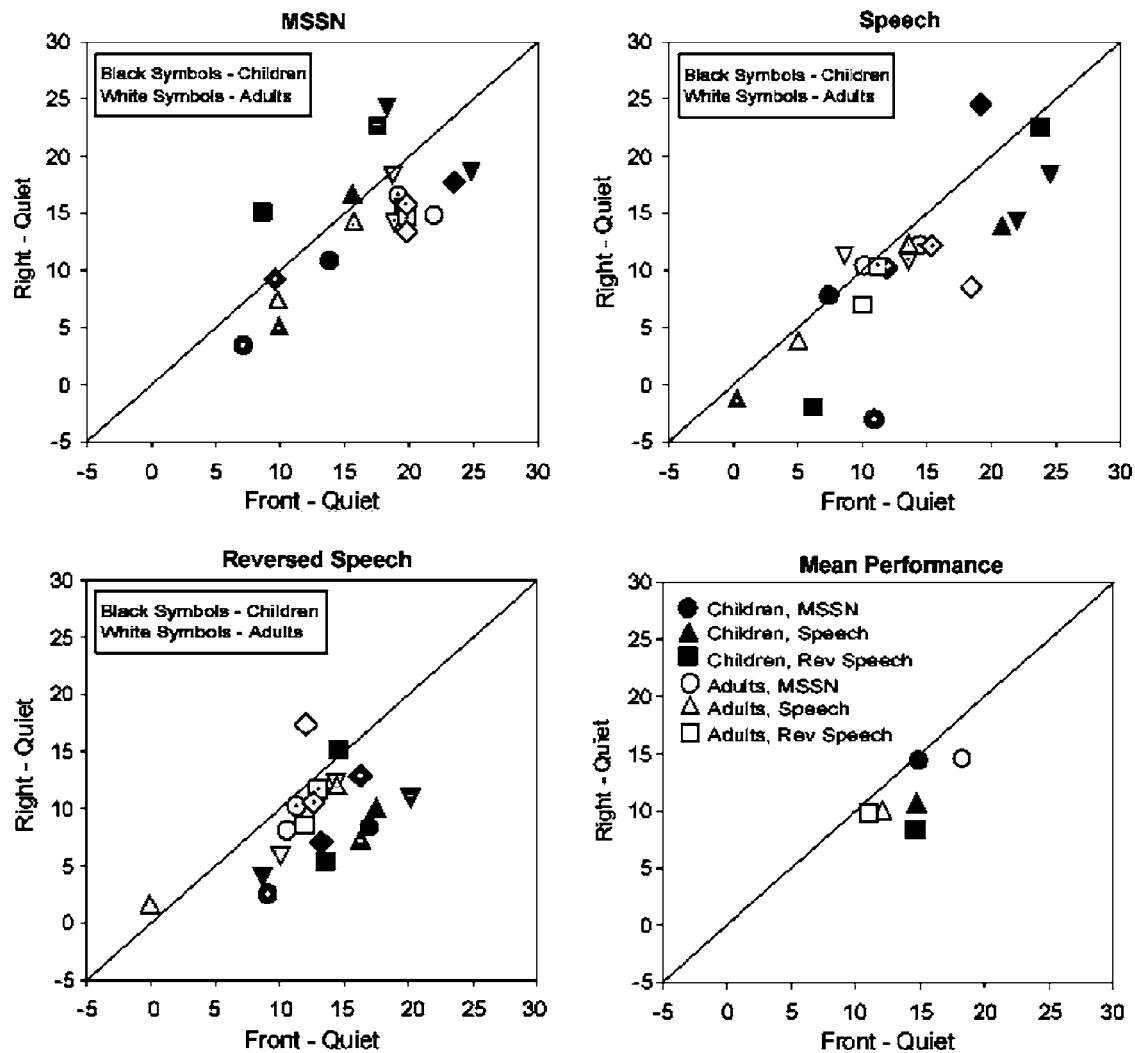 MSSN
Black Symbols - Children
White Symbols - Adults
30
25
20
15
10
5
0
-5
-5 0 5 10 15 20 25 30
Right - Quiet
Front - Quiet
Speech
Black Symbols - Children
White Symbols - Adults
30
25
20
15
10
5
0
-5
-5 0 5 10 15 20 25 30
Right - Quiet
Front - Quiet
Reversed Speech
Black Symbols - Children
White Symbols - Adults
30
25
20
15
10
5
0
-5
-5 0 5 10 15 20 25 30
Right - Quiet
Front - Quiet
Mean Performance
Children, MSSN
Children, Speech
Children, Rev Speech
Adults, MSSN
Adults, Speech
Adults, Rev Speech
30
25
20
15
10
5
0
-5
-5 0 5 10 15 20 25 30
Right - Quiet
Front - Quiet